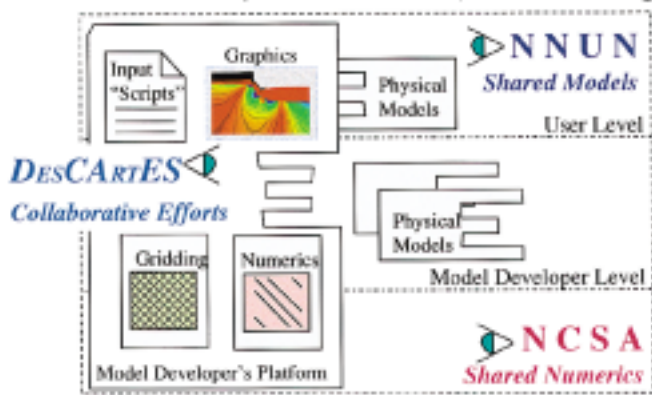 Input
"Scripts"
Graphics
Physical
Models
NNUN
Shared Models
User Level
DESCARTES
Collaborative Efforts
Physical
Models
Gridding
Numerics
Model Developer Level
Model Developer's Platform
NCSA
Shared Numerics